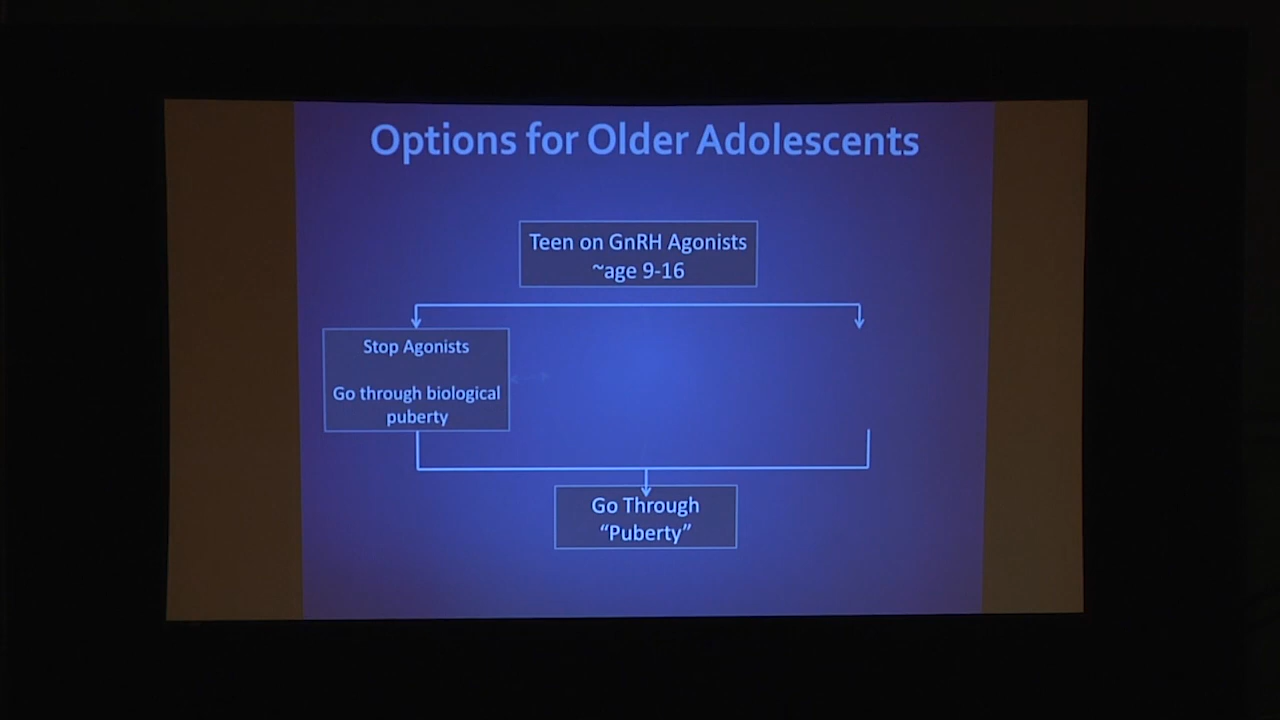 Options for Older Adolescents
Teen on GnRH Agonists
~age 9-16
Stop Agonists
Go through biological
puberty
Go Through
“Puberty”